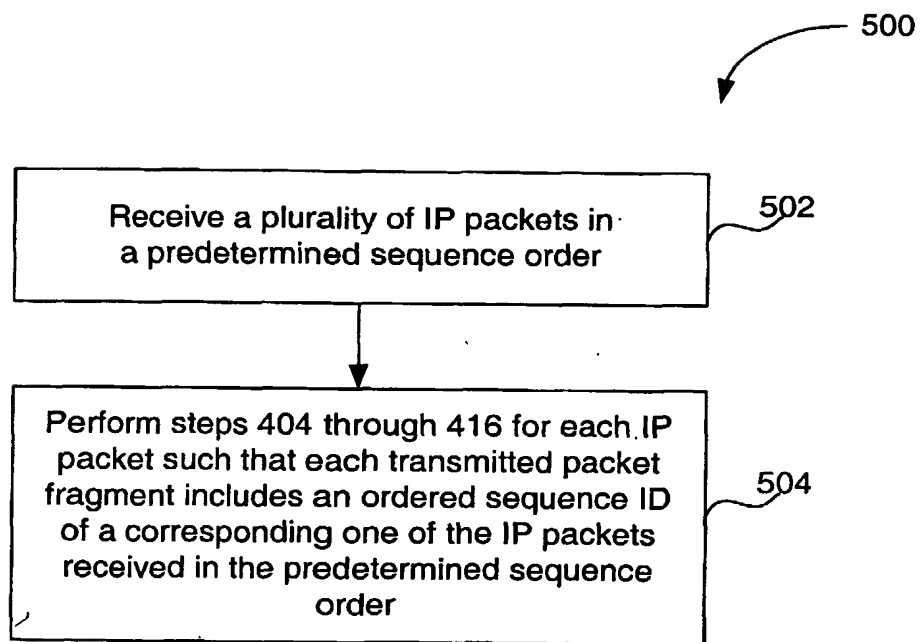 500
Receive a plurality of IP packets in
a predetermined sequence order
502
Perform steps 404 through 416 for each IP
packet such that each transmitted packet
fragment includes an ordered sequence ID
of a corresponding one of the IP packets
received in the predetermined sequence
order
504